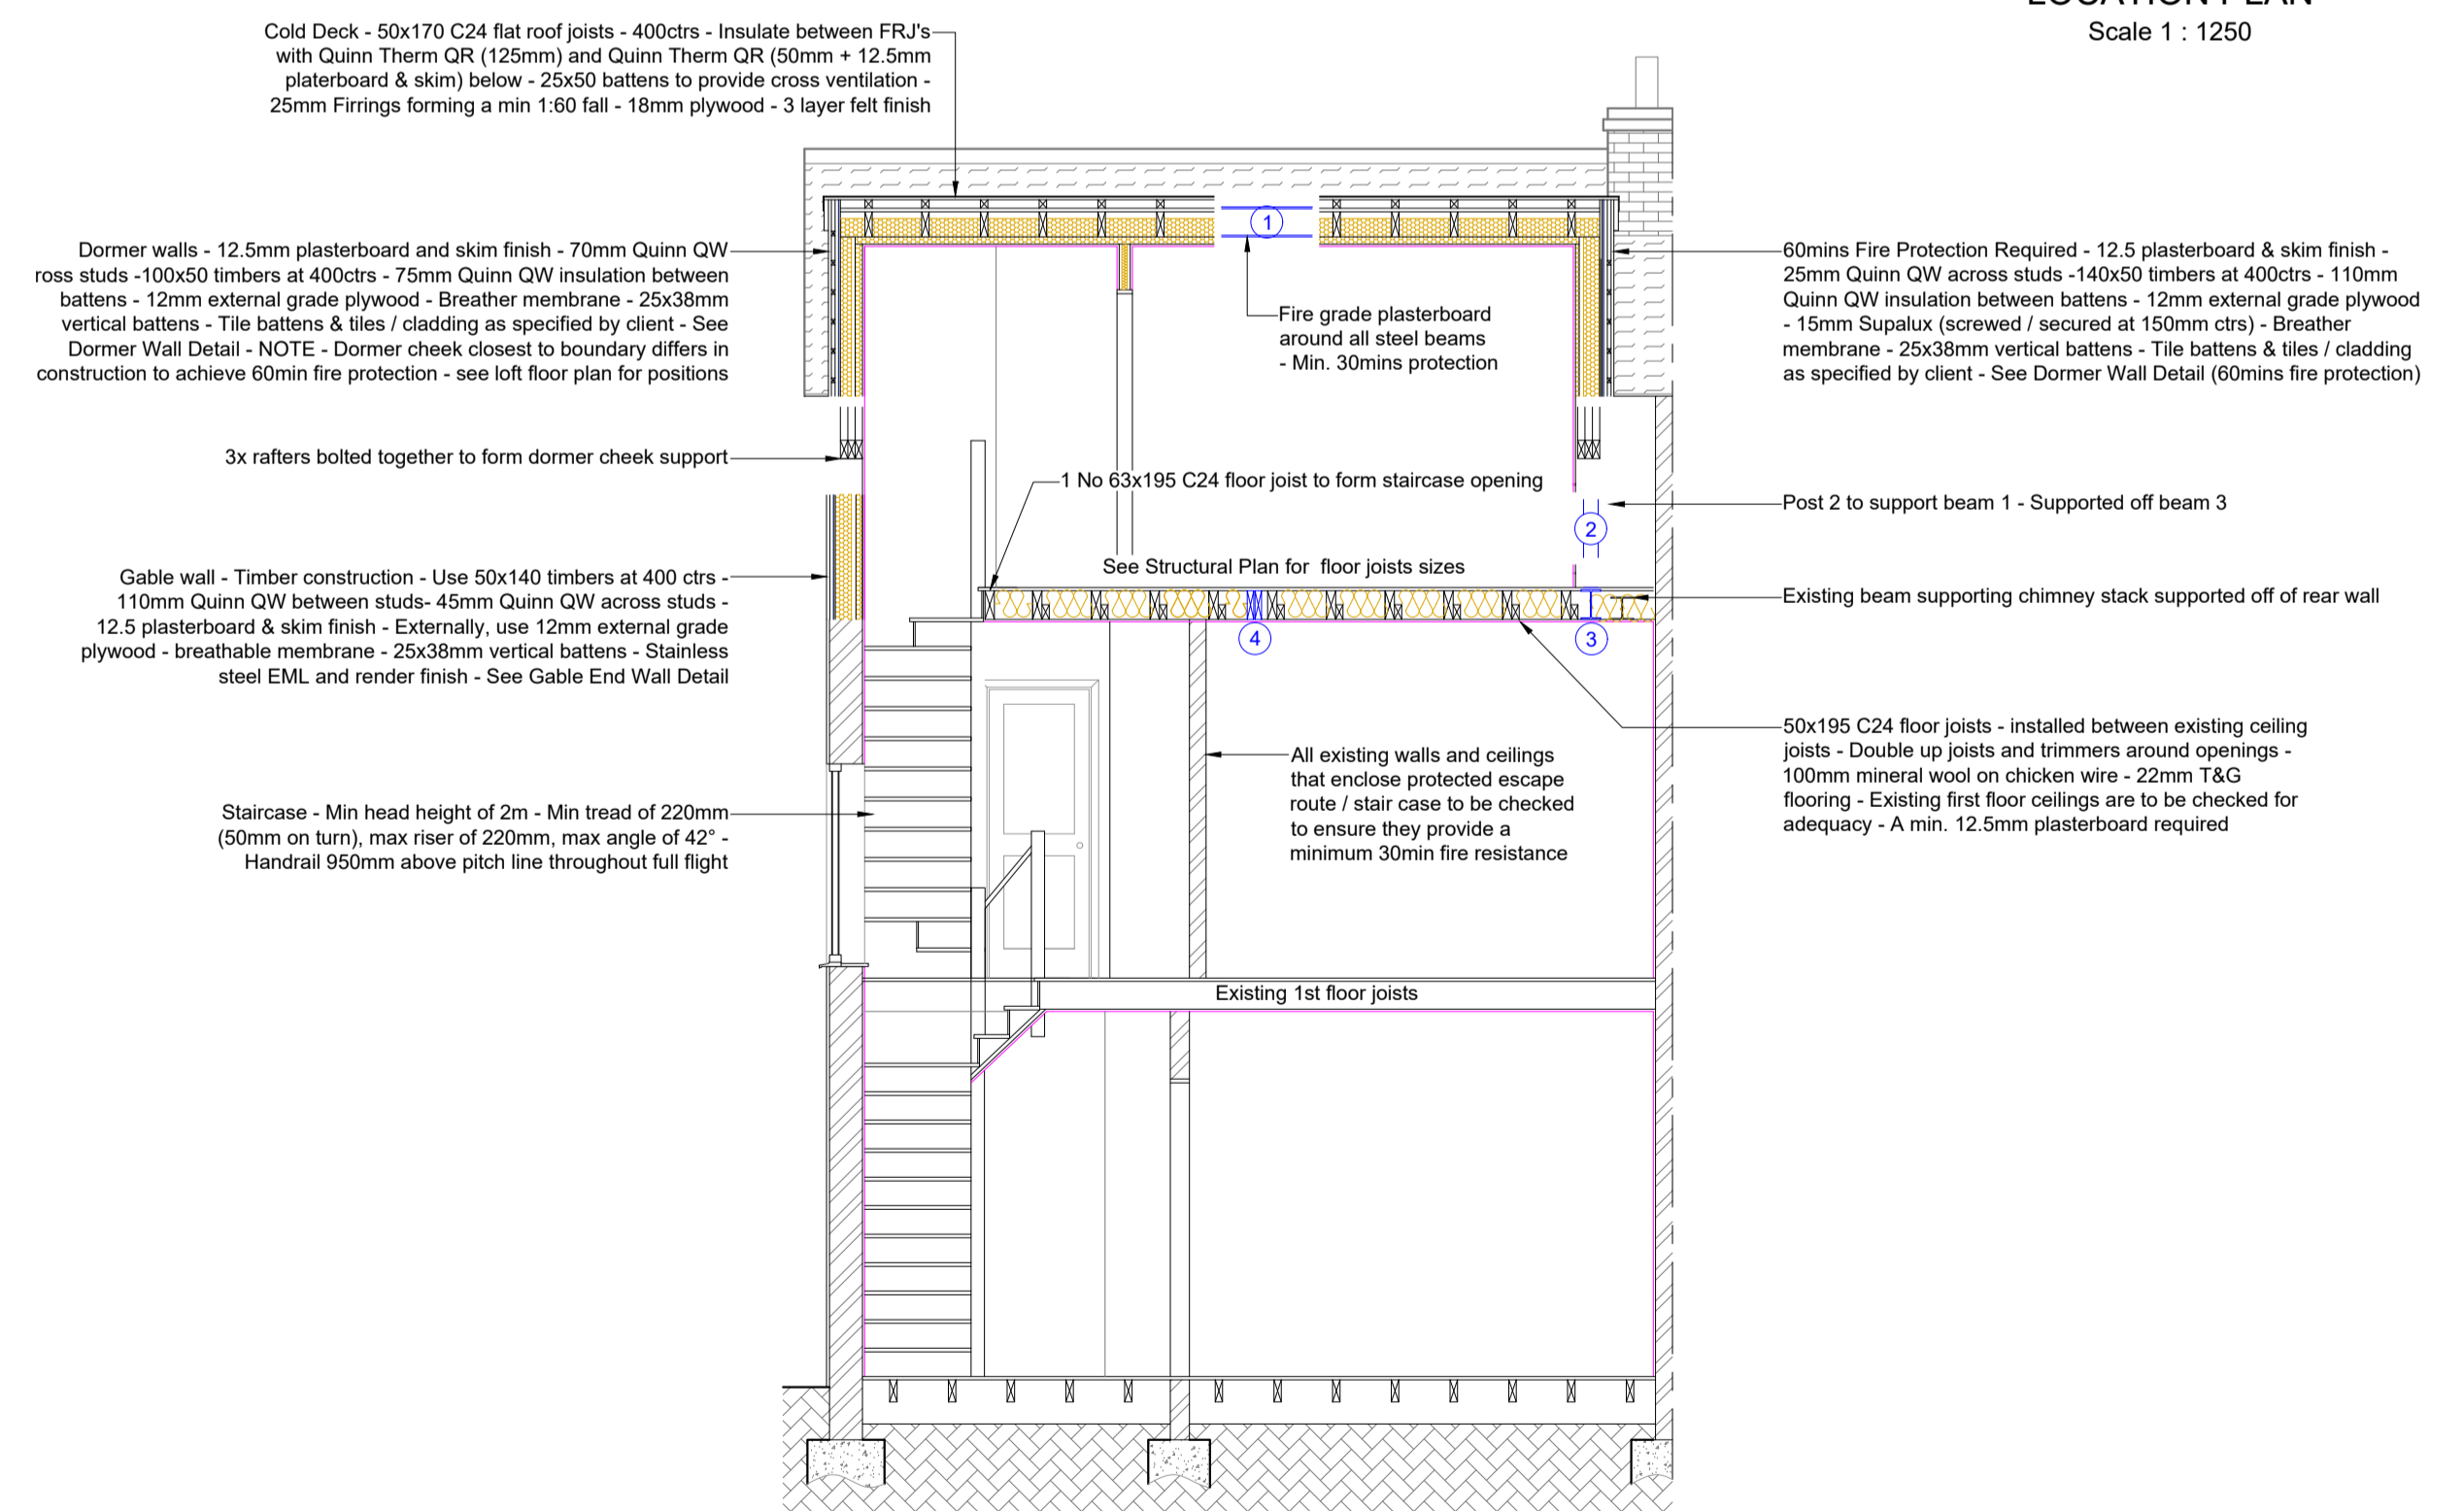 Scale 1 : 1250
Cold Deck - 50x170 C24 flat roof joists - 400ctrs - Insulate between FRJ's
with Quinn Therm QR (125mm) and Quinn Therm QR (50mm + 12.5mm
platerboard & skim) below - 25x50 battens to provide cross ventilation -
25mm Firrings forming a min 1:60 fall - 18mm plywood - 3 layer felt finish
1
Dormer walls - 12.5mm plasterboard and skim finish - 70mm Quinn QW
ross studs -100x50 timbers at 400ctrs - 75mm Quinn QW insulation between
battens - 12mm external grade plywood - Breather membrane - 25x38mm
vertical battens - Tile battens & tiles / cladding as specified by client - See
Dormer Wall Detail - NOTE - Dormer cheek closest to boundary differs in
construction to achieve 60min fire protection - see loft floor plan for positions
60mins Fire Protection Required - 12.5 plasterboard & skim finish -
25mm Quinn QW across studs -140x50 timbers at 400ctrs - 110mm
Quinn QW insulation between battens - 12mm external grade plywood
- 15mm Supalux (screwed / secured at 150mm ctrs) - Breather
membrane - 25x38mm vertical battens - Tile battens & tiles / cladding
as specified by client - See Dormer Wall Detail (60mins fire protection)
Fire grade plasterboard
around all steel beams
- Min. 30mins protection
3x rafters bolted together to form dormer cheek support
1 No 63x195 C24 floor joist to form staircase opening
Post 2 to support beam 1 - Supported off beam 3
2
See Structural Plan for floor joists sizes
Gable wall - Timber construction - Use 50x140 timbers at 400 ctrs -
110mm Quinn QW between studs- 45mm Quinn QW across studs -
12.5 plasterboard & skim finish - Externally, use 12mm external grade
plywood - breathable membrane - 25x38mm vertical battens - Stainless
steel EML and render finish - See Gable End Wall Detail
Existing beam supporting chimney stack supported off of rear wall
4
3
50x195 C24 floor joists - installed between existing ceiling
joists - Double up joists and trimmers around openings -
100mm mineral wool on chicken wire - 22mm T&G
flooring - Existing first floor ceilings are to be checked for
adequacy - A min. 12.5mm plasterboard required
All existing walls and ceilings
that enclose protected escape
route / stair case to be checked
to ensure they provide a
minimum 30min fire resistance
Staircase - Min head height of 2m - Min tread of 220mm
(50mm on turn), max riser of 220mm, max angle of 42° -
Handrail 950mm above pitch line throughout full flight
Existing 1st floor joists